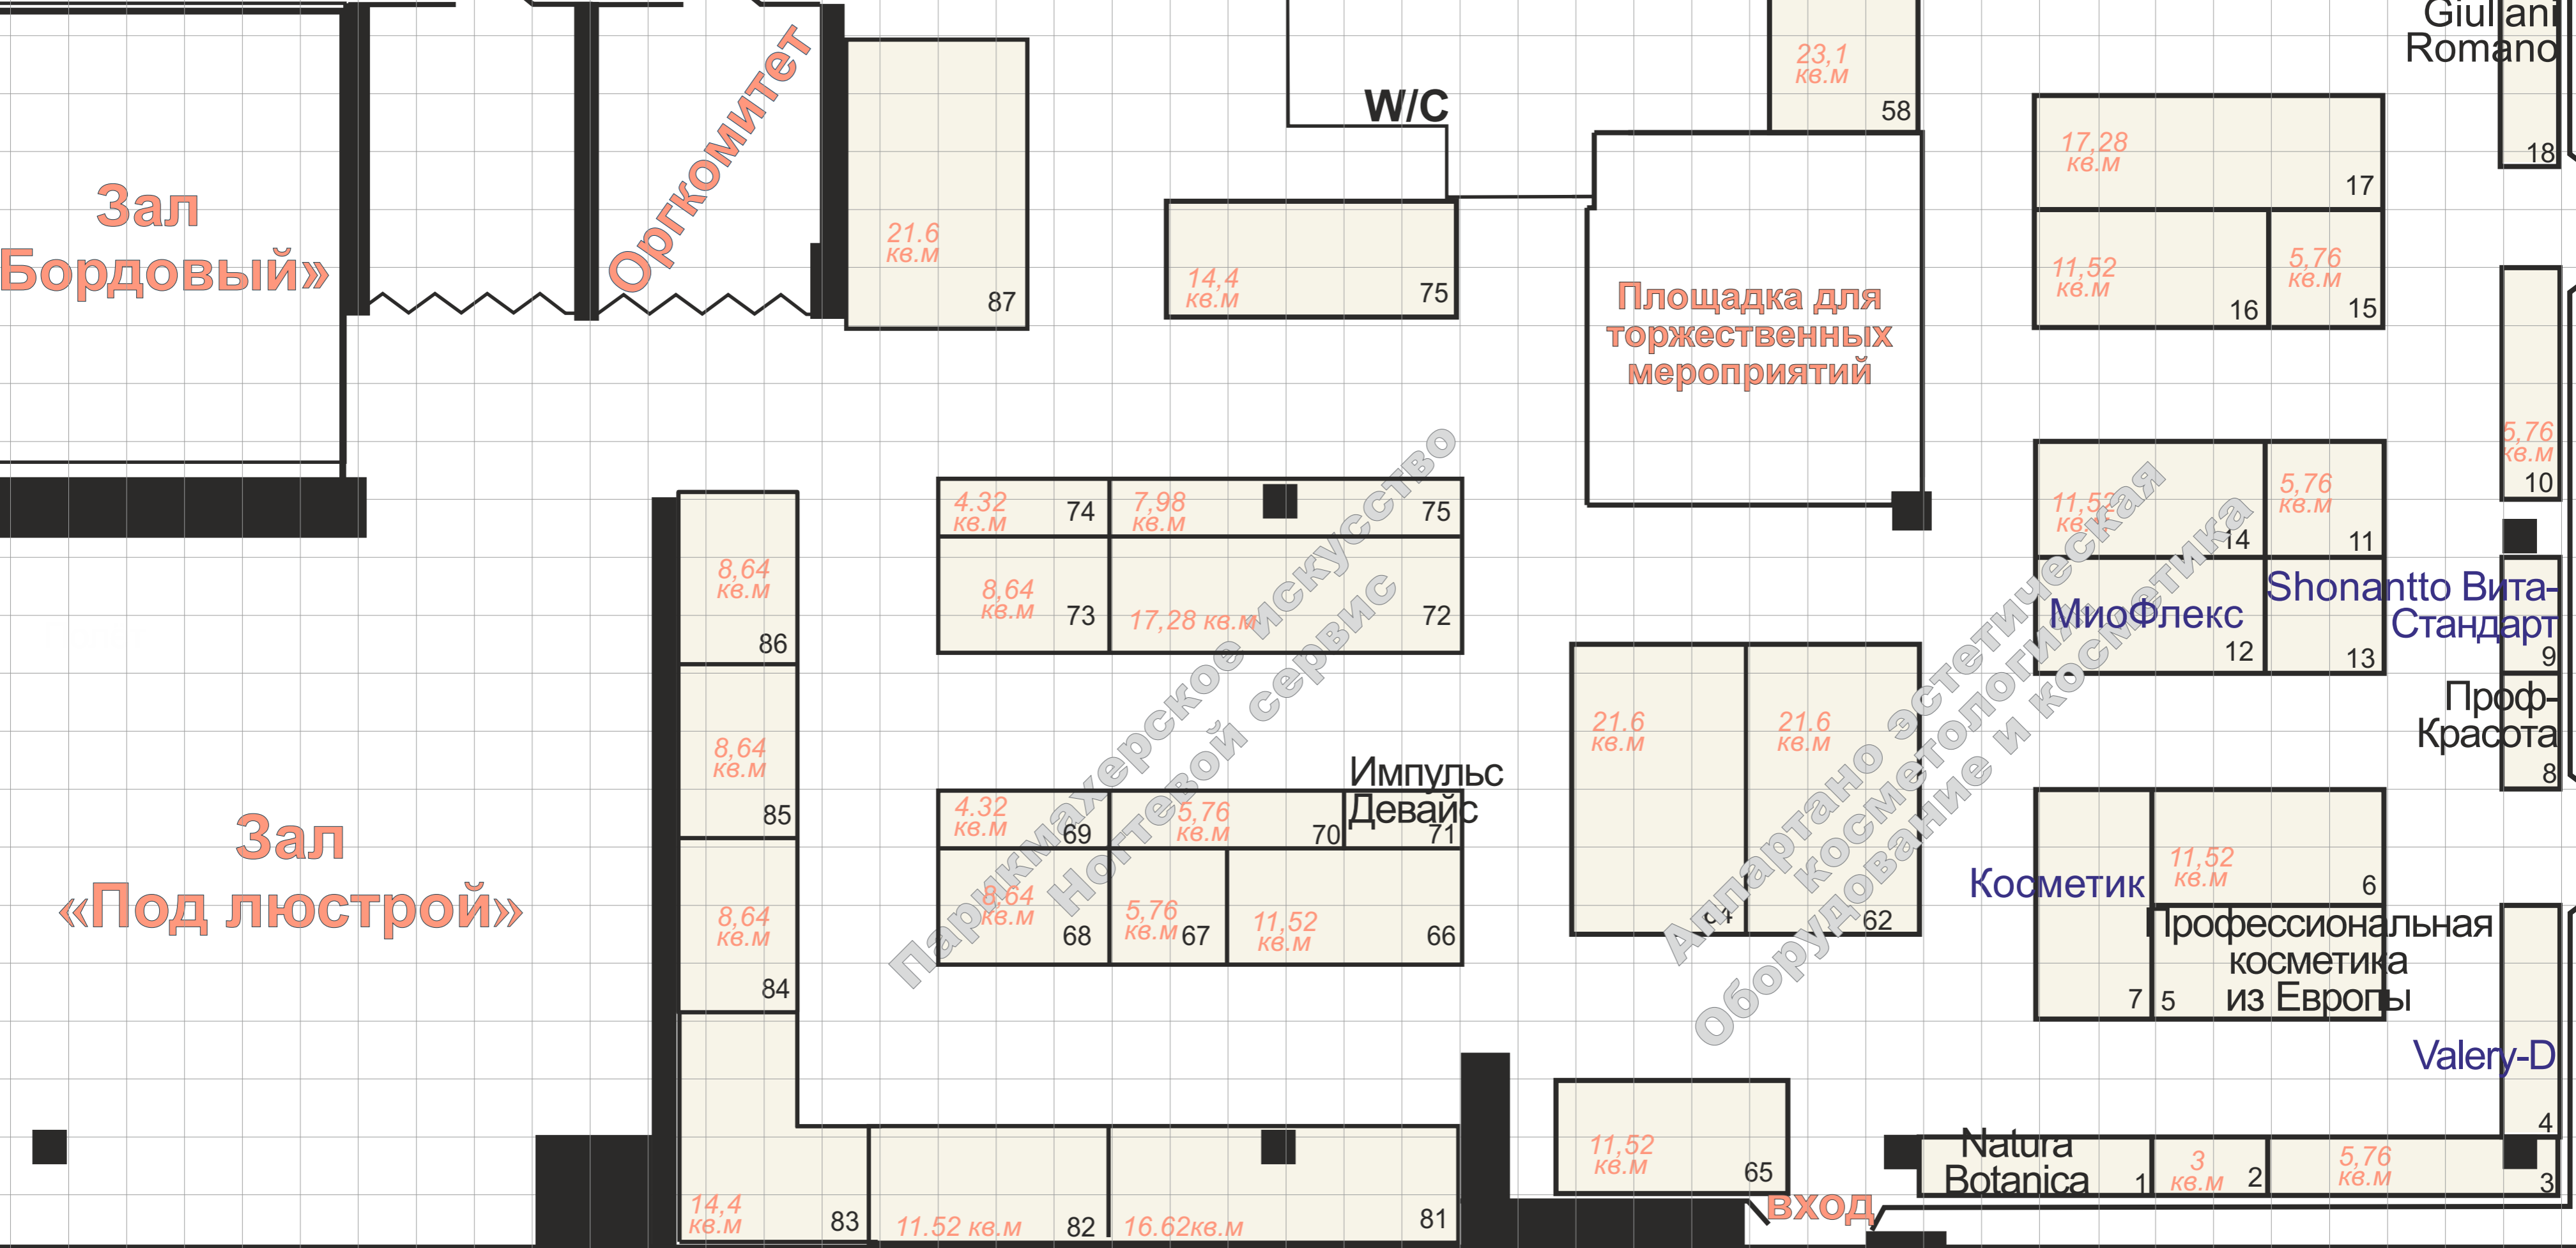 Зал
Бордовый»
Оргкомитет
21.6
кв.м
87
W/C
14,4
кв.м
75
23,1
кв.м
58
Площадка для
торжественных
мероприятий
Giuliani
Romano
18
17,28
кв.м
17
11,52
кв.м
16
5,76
кв.м
15
5,76
кв.м
10
11,52
кв.м
14
5,76
кв.м
11
МиоФлекс
12
13
Shonantto Вита-
Стандарт
9
Проф-
Красота
8
4.32
кв.м
74
7,98
кв.м
75
8,64
кв.м
73
17,28 кв.м
72
Парикмахерское искусство
Ногтевой сервис
8,64
кв.м
86
8,64
кв.м
85
8,64
кв.м
84
Зал
«Под люстрой»
4.32
кв.м
69
5,76
кв.м
70
Импульс
Девайс
71
8,64
кв.м
68
5,76
кв.м
67
11,52
кв.м
66
21.6
кв.м
21.6
кв.м
62
Аппартано эстетическая
косметология
Оборудование и косметика
Косметик
7
11,52
кв.м
6
Профессиональная
косметика
из Европы
5
Valery-D
4
14,4
кв.м
83
11.52 кв.м
82
16.62кв.м
81
11,52
кв.м
65
вход
Natura
Botanica
1
3
кв.м
2
5,76
кв.м
3